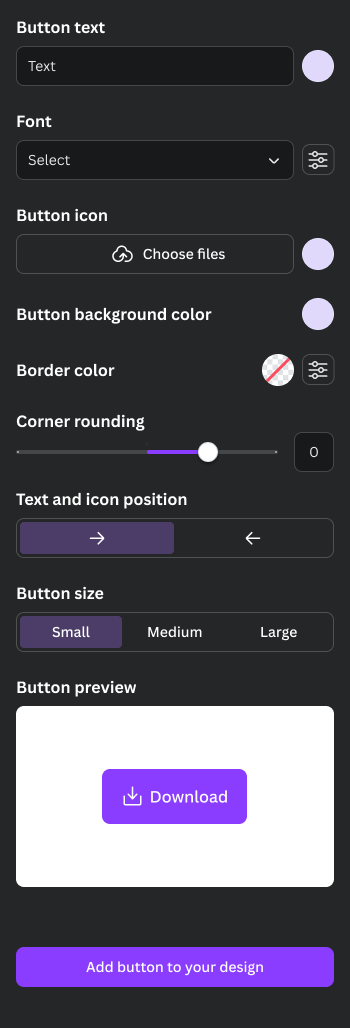 Button text
Text
Font
Select
Button icon
Choose files
Button background color
Border color
Corner rounding
0
Text and icon position
Button size
Small Medium Large
Button preview
Download
Add button to your design